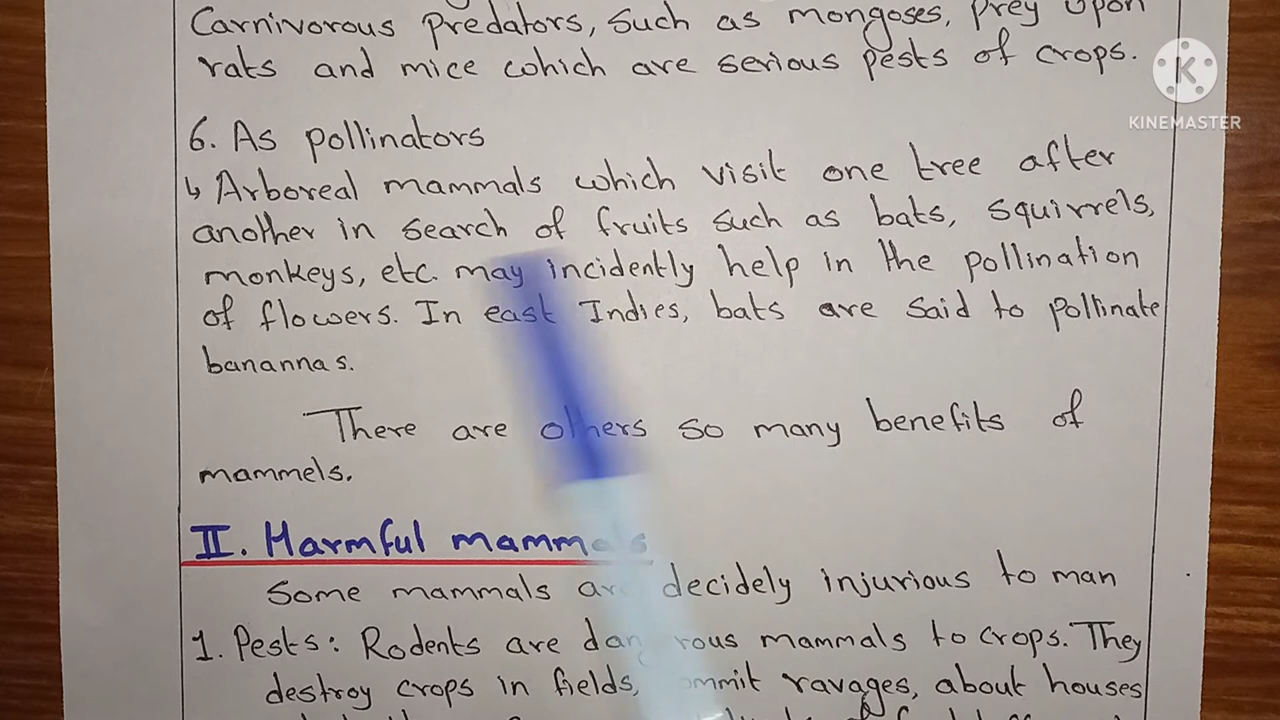 Carnivorous predators, such as mongoses, prey upon
rats and mice which are serious pests of crops.
KINEMASTER
6. As pollinators
↳ Arboreal mammals which visit one tree after
another in search of fruits such as bats, squirrels,
monkeys, etc. may incidently help in the pollination
of flowers. In east Indies, bats are said to pollinate
banannas.
There are others so many benefits of
mammels.
II. Harmful mammals
Some mammals are decidely injurious to man
1. Pests: Rodents are dangerous mammals to crops. They
destroy crops in fields, commit ravages, about houses